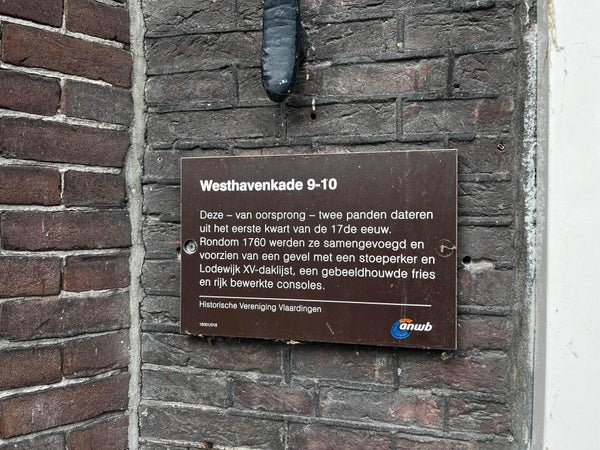 Westhavenkade 9-10
Deze – van oorsprong – twee panden dateren
uit het eerste kwart van de 17de eeuw.
Rondom 1760 werden ze samengevoegd en
voorzien van een gevel met een stoeperker en
Lodewijk XV-daklijst, een gebeeldhouwde fries
en rijk bewerkte consoles.
Historische Vereniging Vlaardingen
anwb